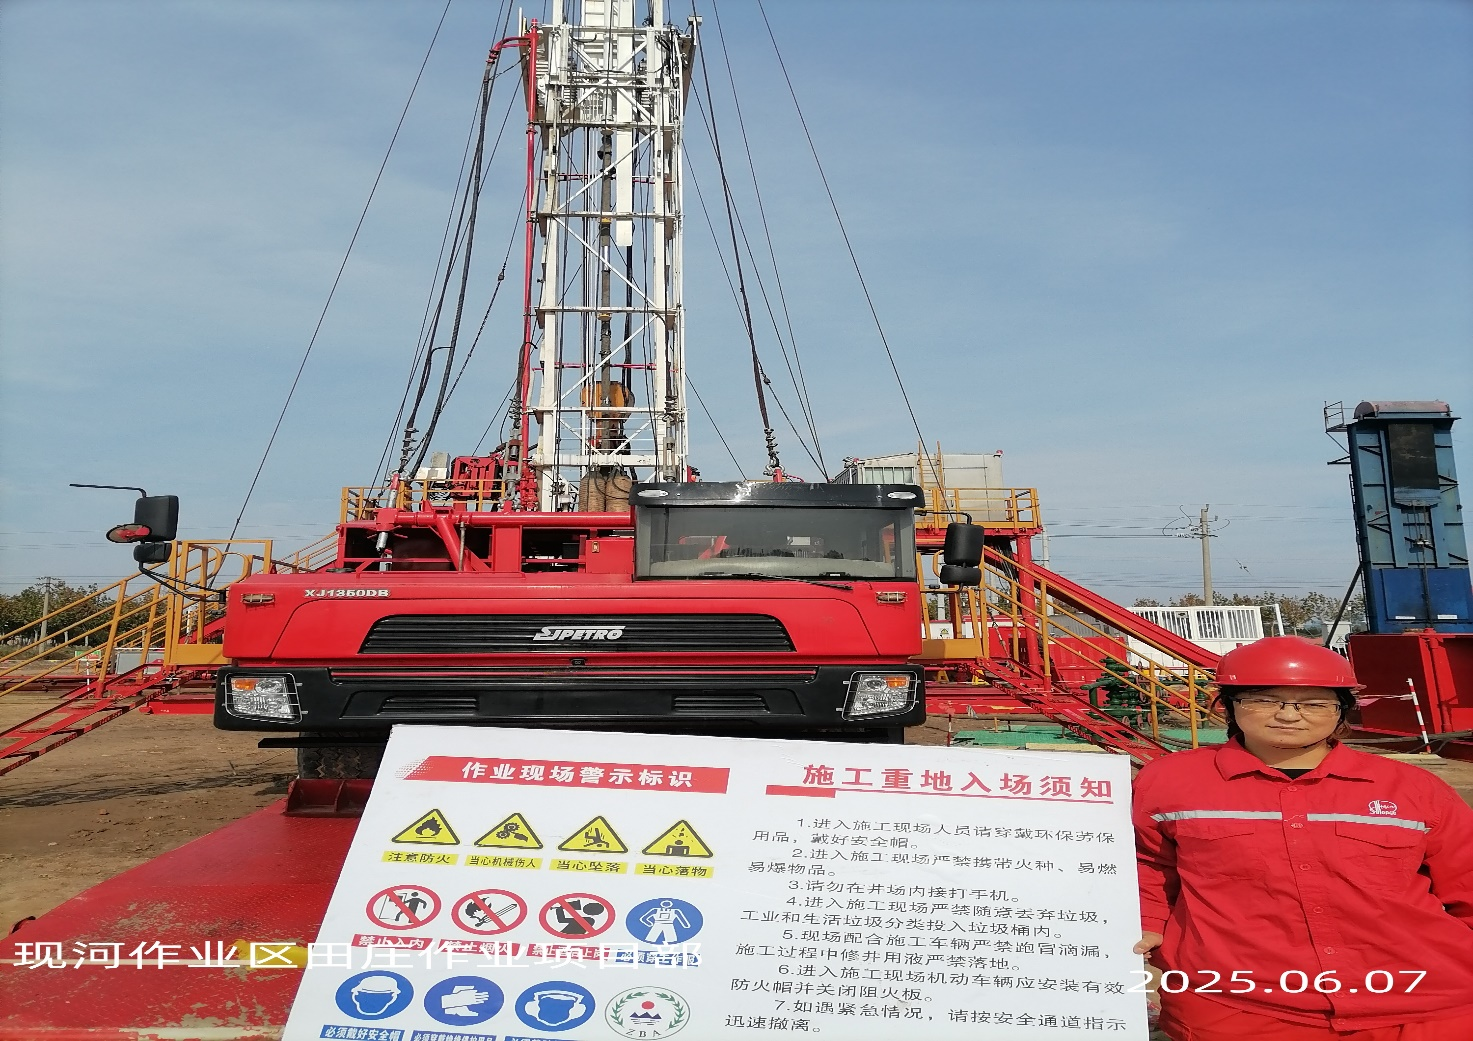 XJ1350DB
SJPETRO
作业现场警示标识
注意防火
当心机械伤人
当心坠落
当心落物
禁止入内
禁止烟火
必须戴好安全帽
ZBA
施工重地入场须知
1.进入施工现场人员请穿戴环保劳保
用品，戴好安全帽。
2.进入施工现场严禁携带火种、易燃
易爆物品。
3.请勿在井场内接打手机。
4.进入施工现场严禁随意丢弃垃圾，
工业和生活垃圾分类投入垃圾桶内。
5.现场配合施工车辆严禁跑冒滴漏，
施工过程中修井用液严禁落地。
6.进入施工现场机动车辆应安装有效
防火帽并关闭阻火板。
7.如遇紧急情况，请按安全通道指示
迅速撤离。
现河作业区田庄作业项目部
2025.06.07